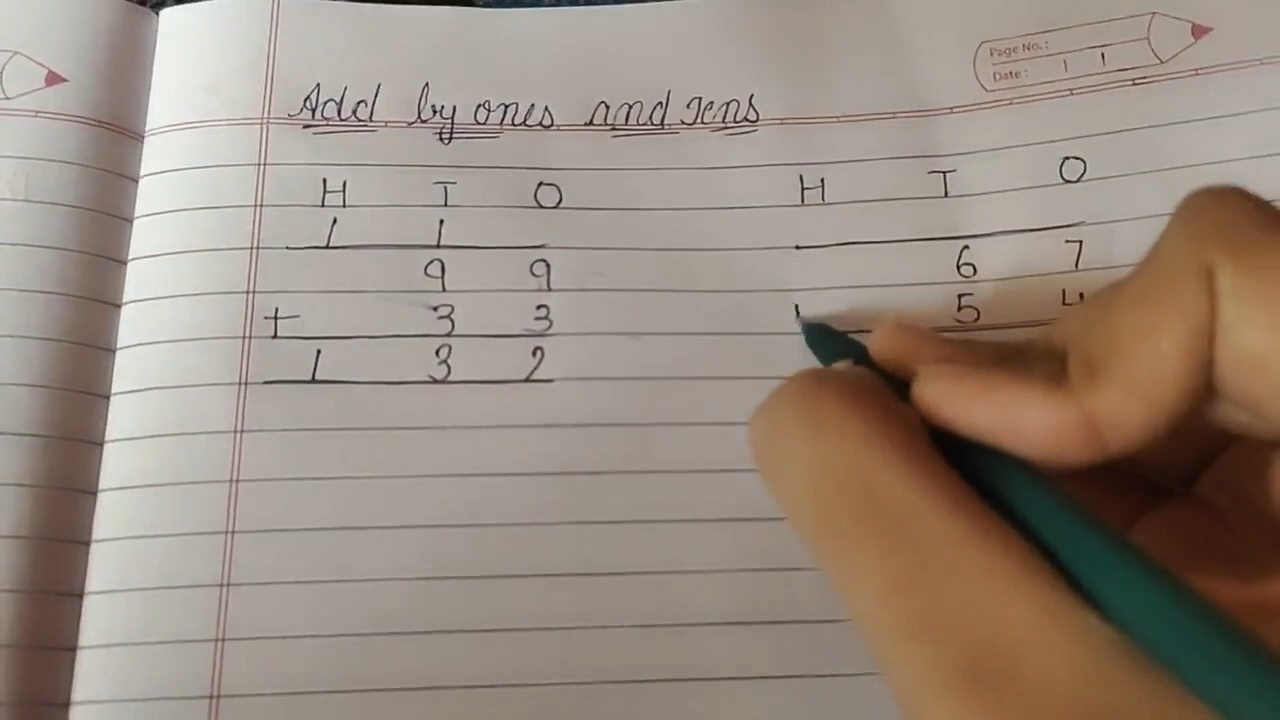 Page No.:
Date:
Add by ones and Tens
H T O
1 1
9 9
+ 3 3
1 3 2
H T O
6 7
5 4